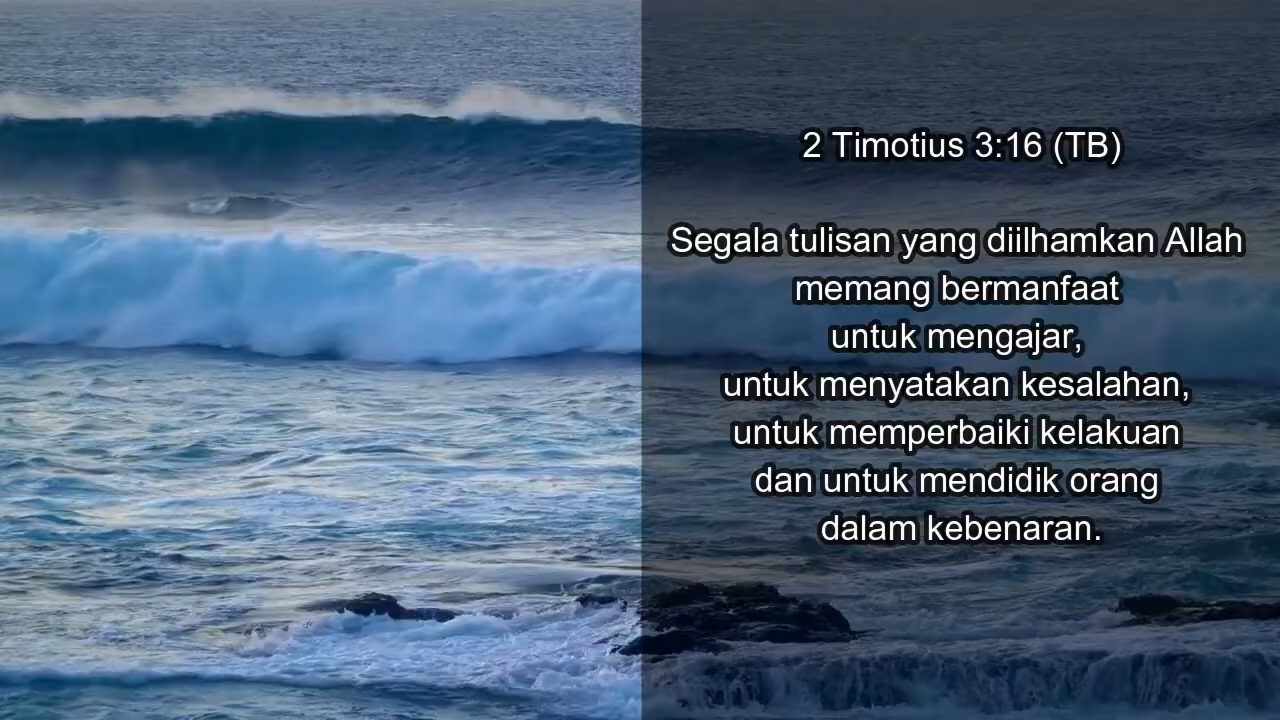 2 Timotius 3:16 (TB)
Segala tulisan yang diilhamkan Allah
memang bermanfaat
untuk mengajar,
untuk menyatakan kesalahan,
untuk memperbaiki kelakuan
dan untuk mendidik orang
dalam kebenaran.